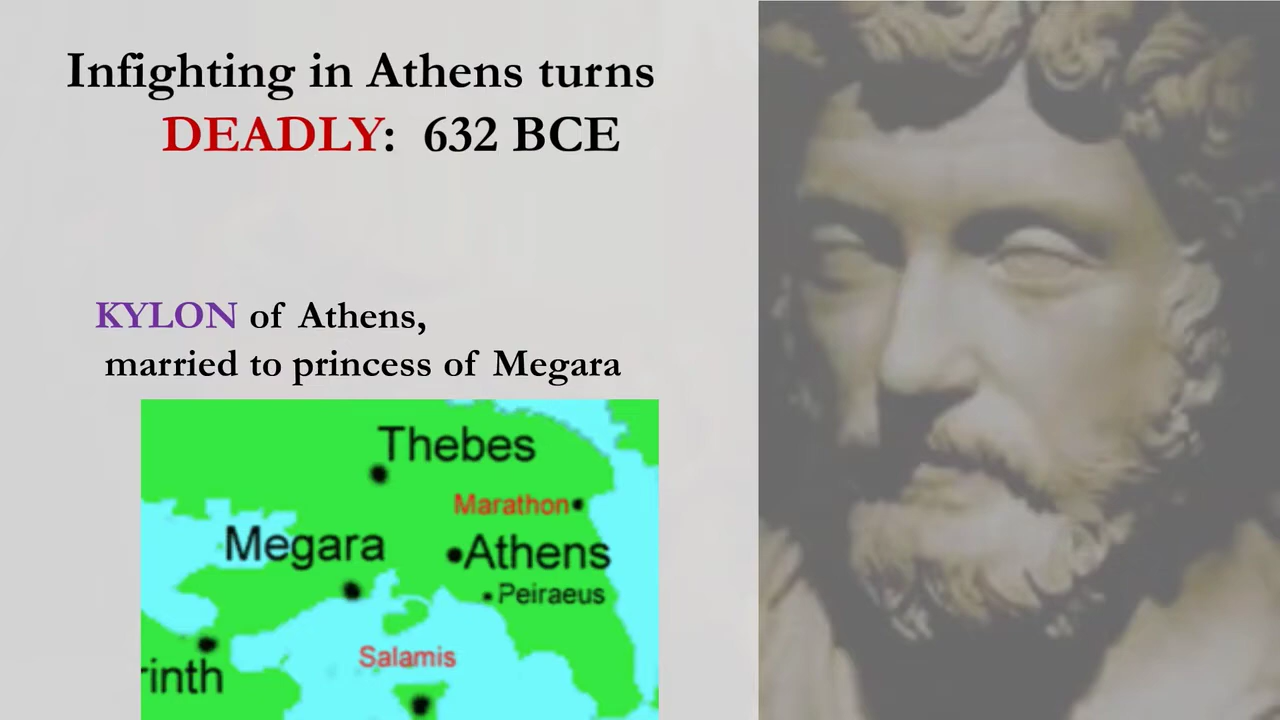 Infighting in Athens turns
DEADLY: 632 BCE
KYLON of Athens,
married to princess of Megara
Thebes
Marathon
Megara
Athens
Peiraeus
Salamis
rinth